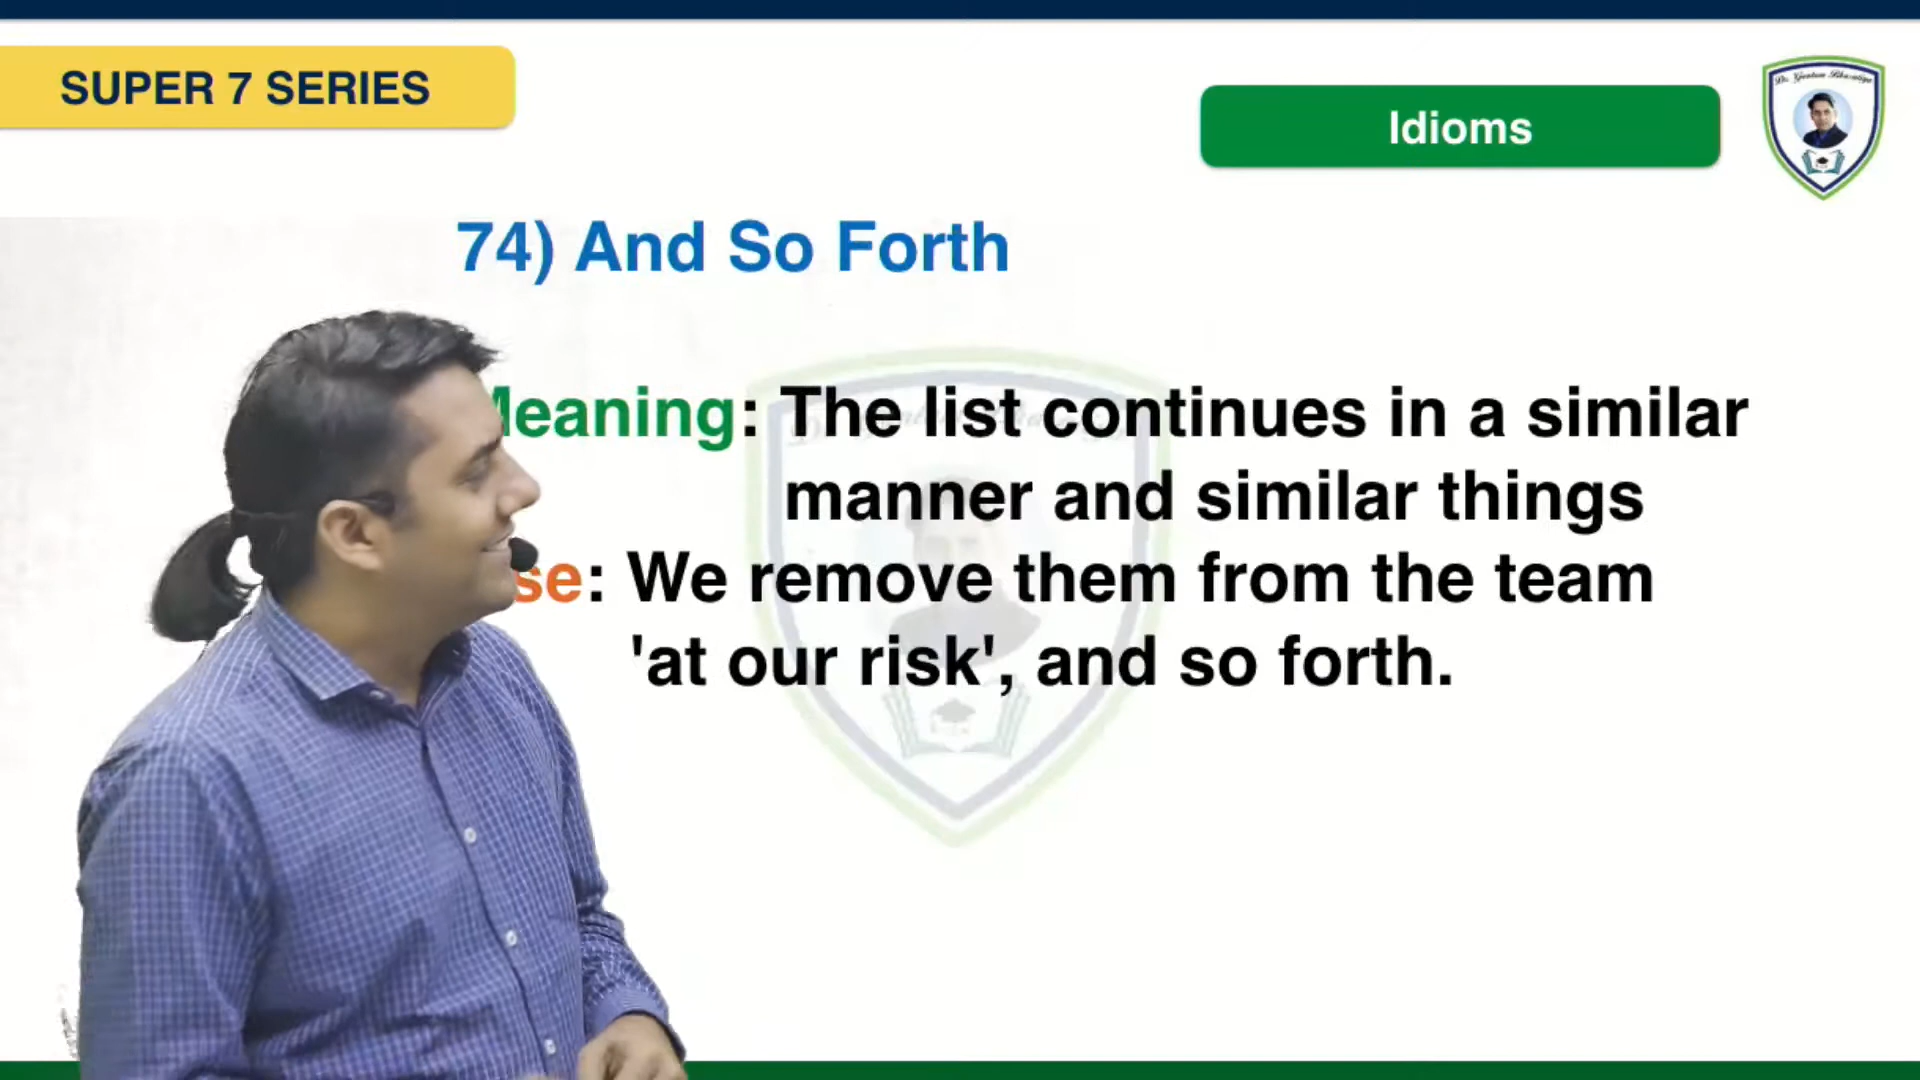 SUPER 7 SERIES
Idioms
74) And So Forth
Meaning: The list continues in a similar
manner and similar things
se: We remove them from the team
'at our risk', and so forth.